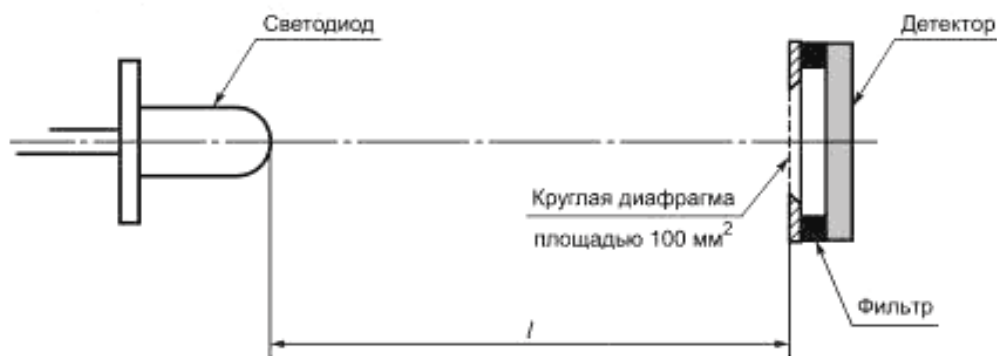 Светодиод
Детектор
Круглая диафрагма
площадью 100 мм²
Фильтр
l